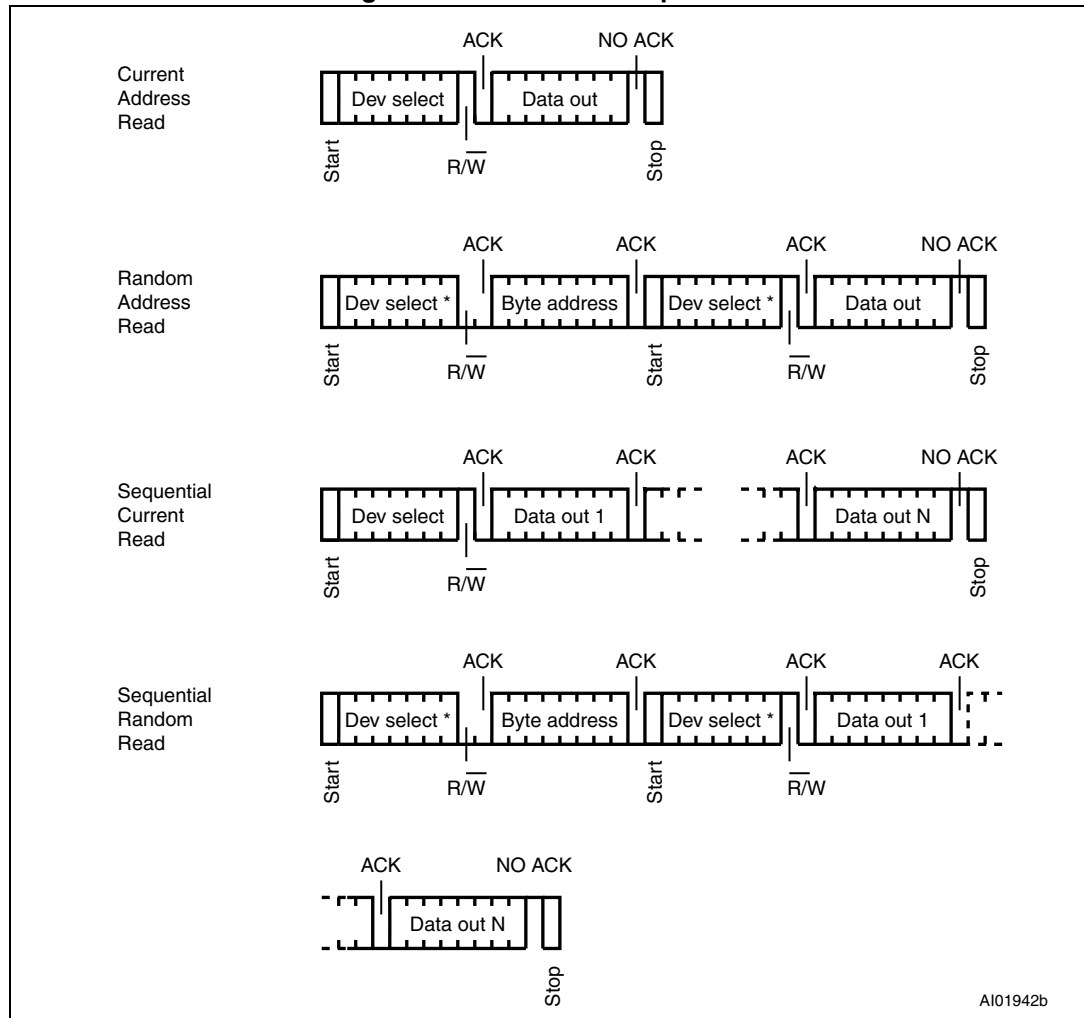 ACK NO ACK
Current
Address
Read
Dev select Data out
Start R/W̅ Stop
ACK ACK ACK NO ACK
Random
Address
Read
Dev select * Byte address Dev select * Data out
Start R/W̅ Start R̅/W Stop
ACK ACK ACK NO ACK
Sequential
Current
Read
Dev select Data out 1 Data out N
Start R/W̅ Stop
ACK ACK ACK ACK
Sequential
Random
Read
Dev select * Byte address Dev select * Data out 1
Start R/W̅ Start R̅/W
ACK NO ACK
Data out N
Stop
AI01942b